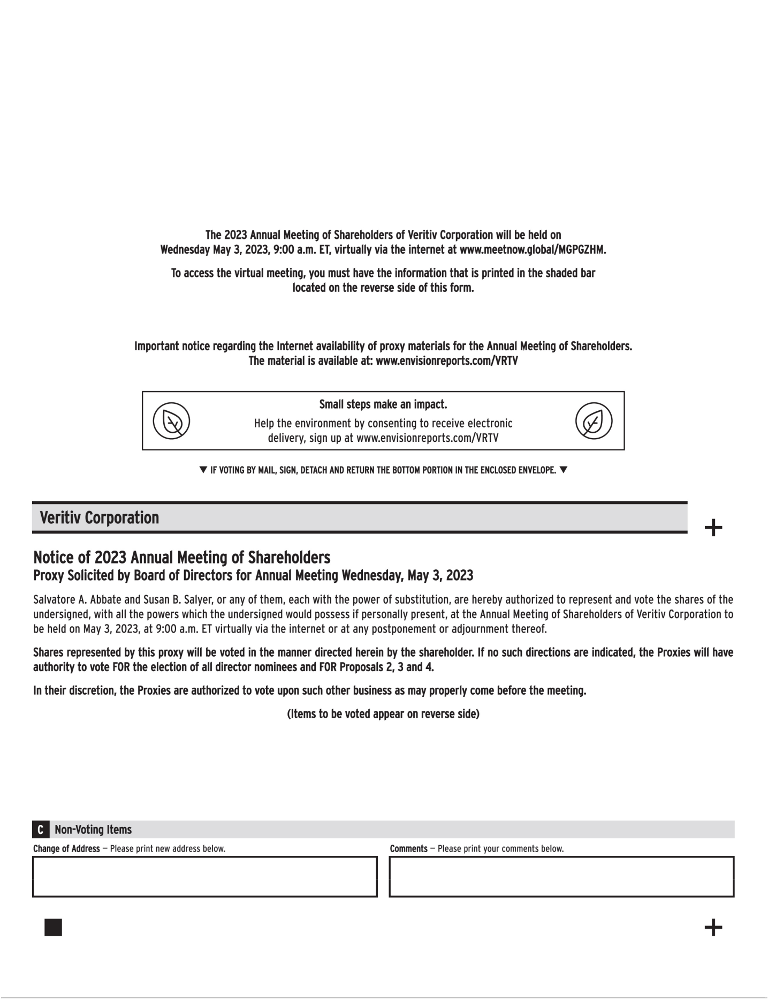 The 2023 Annual Meeting of Shareholders of Veritiv Corporation will be held on
Wednesday May 3, 2023, 9:00 a.m. ET, virtually via the internet at www.meetnow.global/MGPGZHM.
To access the virtual meeting, you must have the information that is printed in the shaded bar
located on the reverse side of this form.
Important notice regarding the Internet availability of proxy materials for the Annual Meeting of Shareholders.
The material is available at: www.envisionreports.com/VRTV
Small steps make an impact.
Help the environment by consenting to receive electronic
delivery, sign up at www.envisionreports.com/VRTV
▼ IF VOTING BY MAIL, SIGN, DETACH AND RETURN THE BOTTOM PORTION IN THE ENCLOSED ENVELOPE. ▼
Veritiv Corporation
+
Notice of 2023 Annual Meeting of Shareholders
Proxy Solicited by Board of Directors for Annual Meeting Wednesday, May 3, 2023
Salvatore A. Abbate and Susan B. Salyer, or any of them, each with the power of substitution, are hereby authorized to represent and vote the shares of the
undersigned, with all the powers which the undersigned would possess if personally present, at the Annual Meeting of Shareholders of Veritiv Corporation to
be held on May 3, 2023, at 9:00 a.m. ET virtually via the internet or at any postponement or adjournment thereof.
Shares represented by this proxy will be voted in the manner directed herein by the shareholder. If no such directions are indicated, the Proxies will have
authority to vote FOR the election of all director nominees and FOR Proposals 2, 3 and 4.
In their discretion, the Proxies are authorized to vote upon such other business as may properly come before the meeting.
(Items to be voted appear on reverse side)
C Non-Voting Items
Change of Address – Please print new address below.
Comments – Please print your comments below.
+